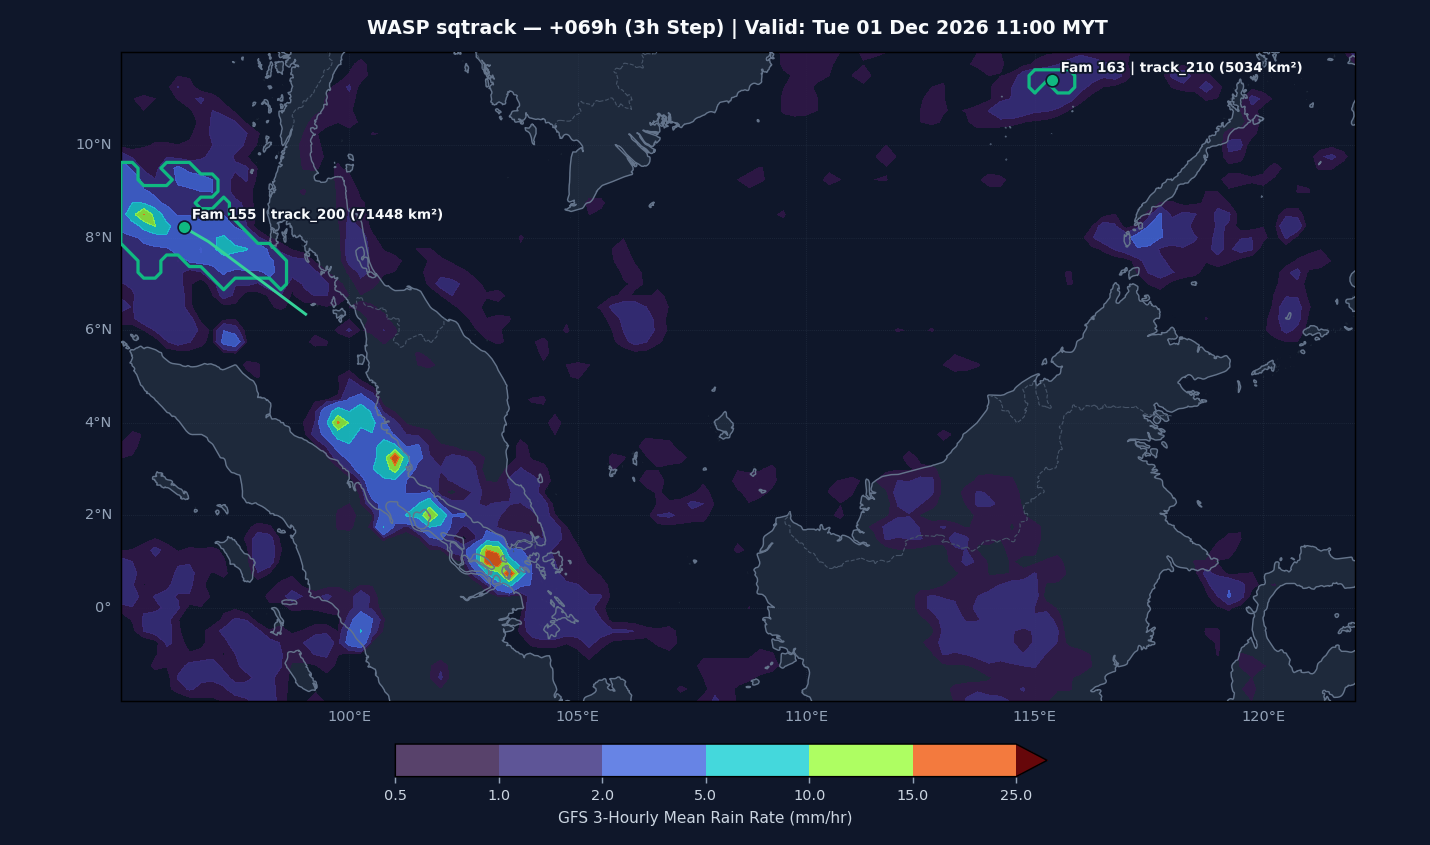 WASP sqtrack — +069h (3h Step) | Valid: Tue 01 Dec 2026 11:00 MYT
Fam 163 | track_210 (5034 km²)
10°N
Fam 155 | track_200 (71448 km²)
8°N
6°N
4°N
2°N
0°
100°E 105°E 110°E 115°E 120°E
0.5 1.0 2.0 5.0 10.0 15.0 25.0
GFS 3-Hourly Mean Rain Rate (mm/hr)